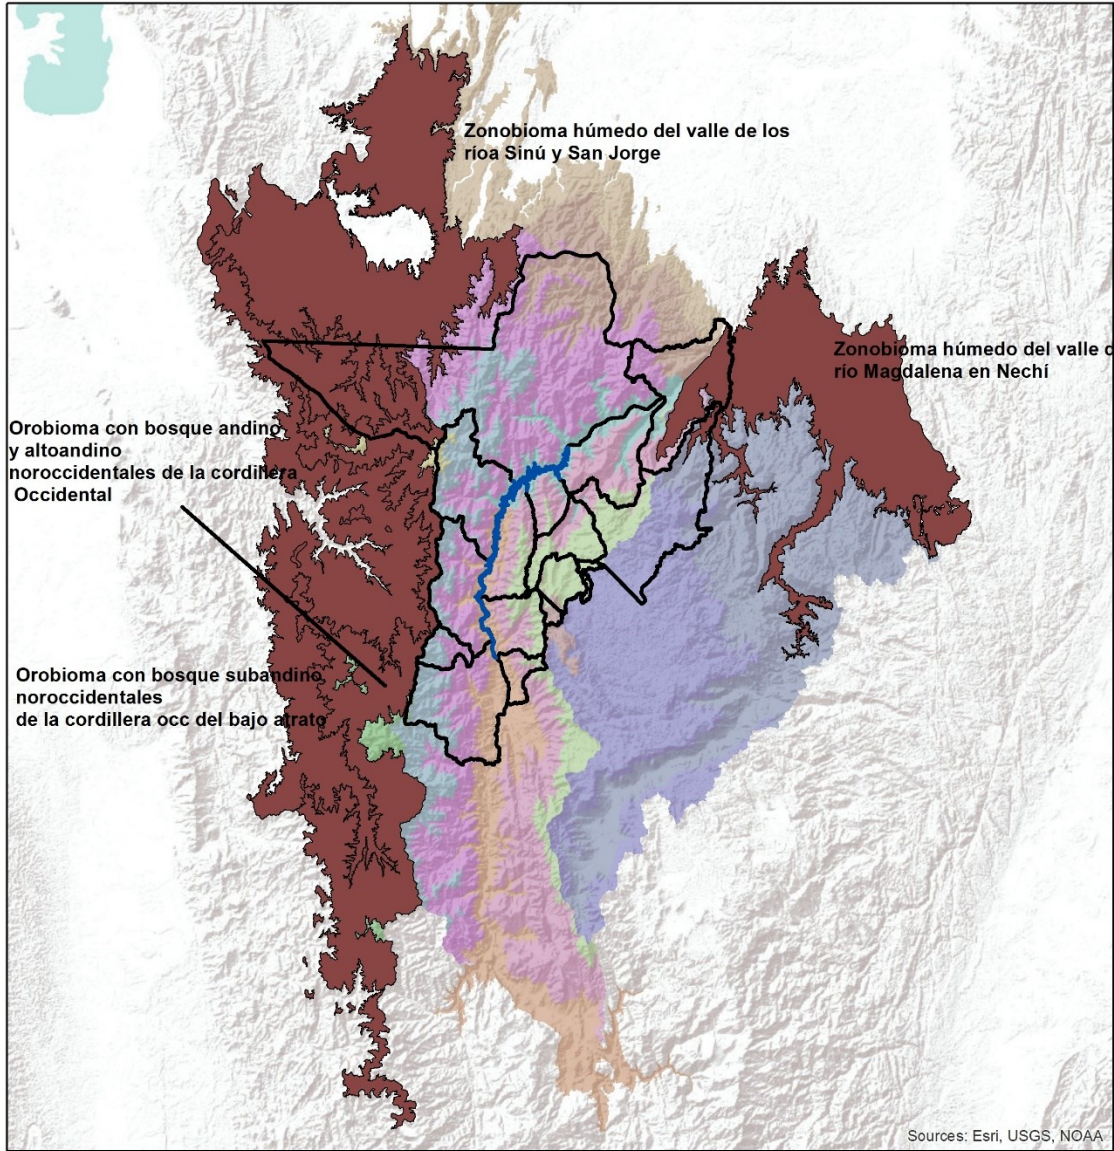 Zonobioma húmedo del valle de los
ríoa Sinú y San Jorge
Zonobioma húmedo del valle d
río Magdalena en Nechí
Orobioma con bosque andino
y altoandino
noroccidentales de la cordillera
Occidental
Orobioma con bosque subandino
noroccidentales
de la cordillera occ del bajo atrato
Sources: Esri, USGS, NOAA